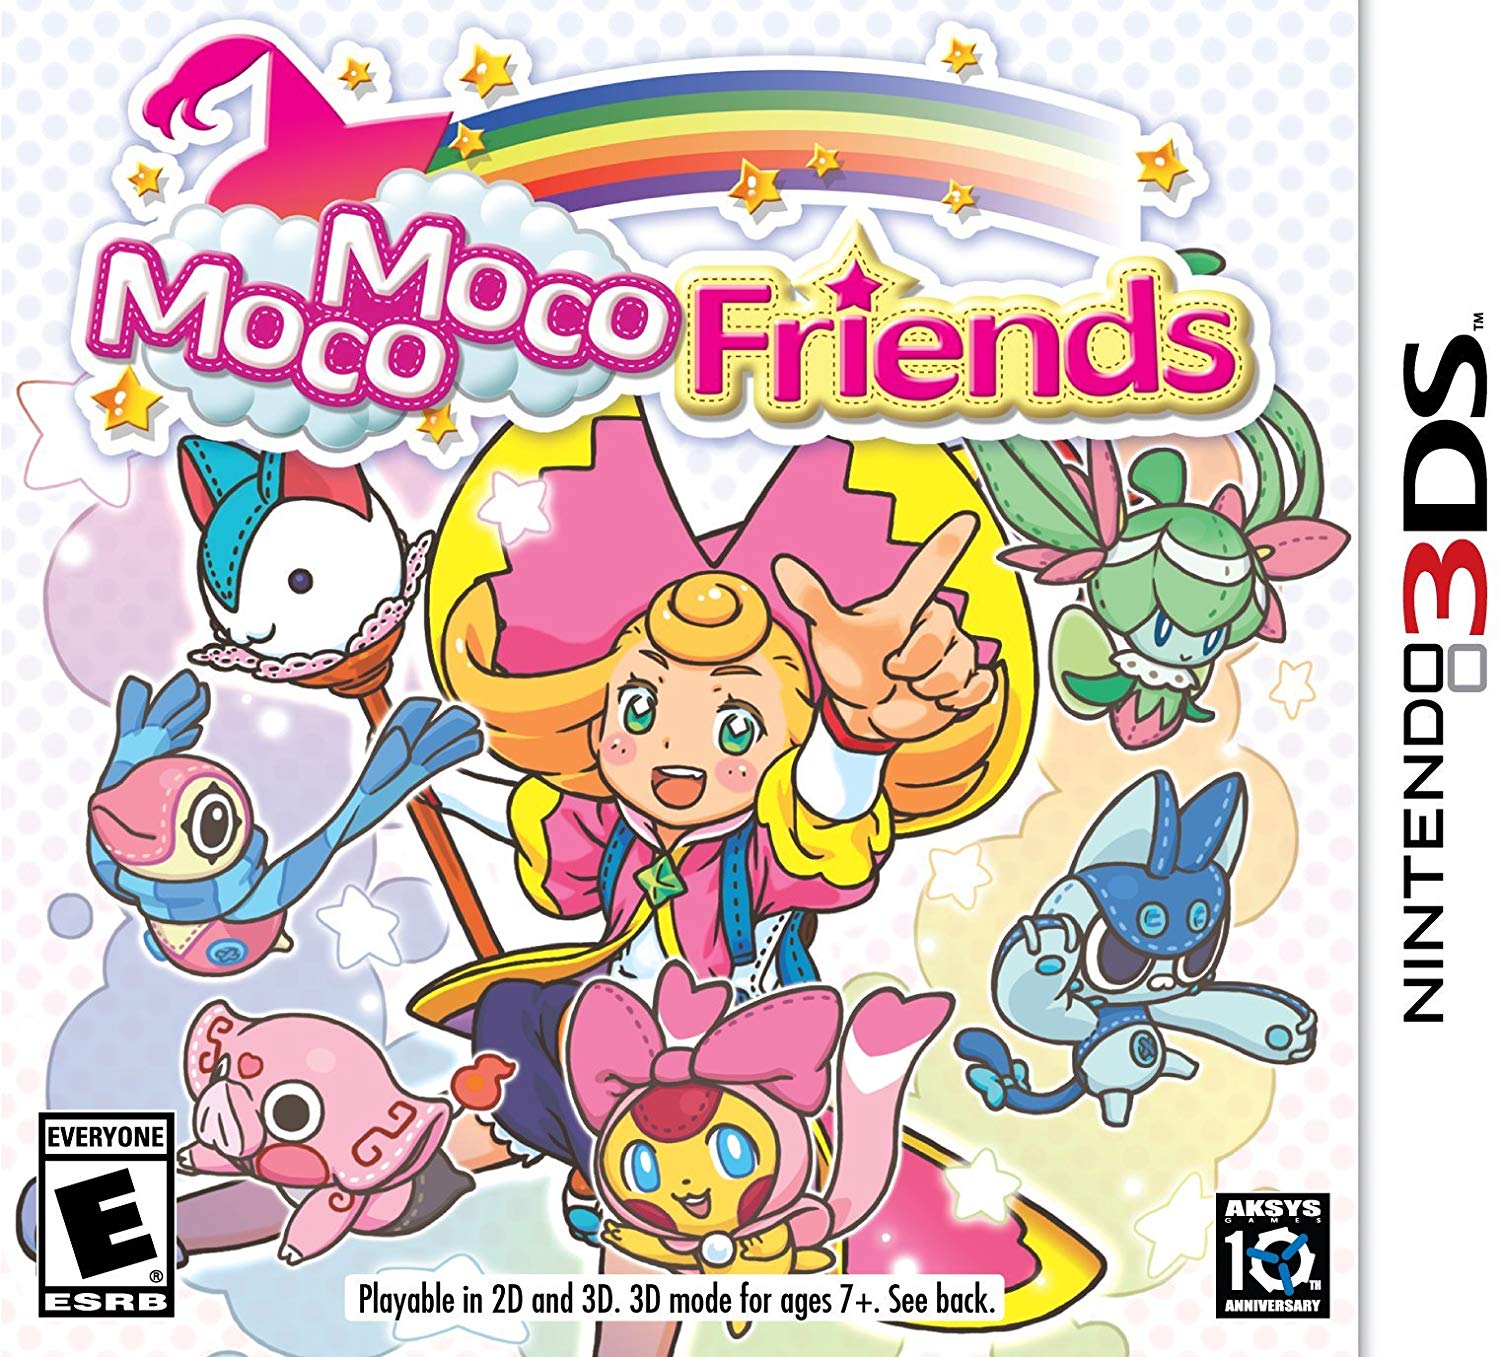 Moco Moco
Friends
NINTENDO 3DS™
EVERYONE
E
®
ESRB
Playable in 2D and 3D. 3D mode for ages 7+. See back.
AKSYS
GAMES
10TH
ANNIVERSARY